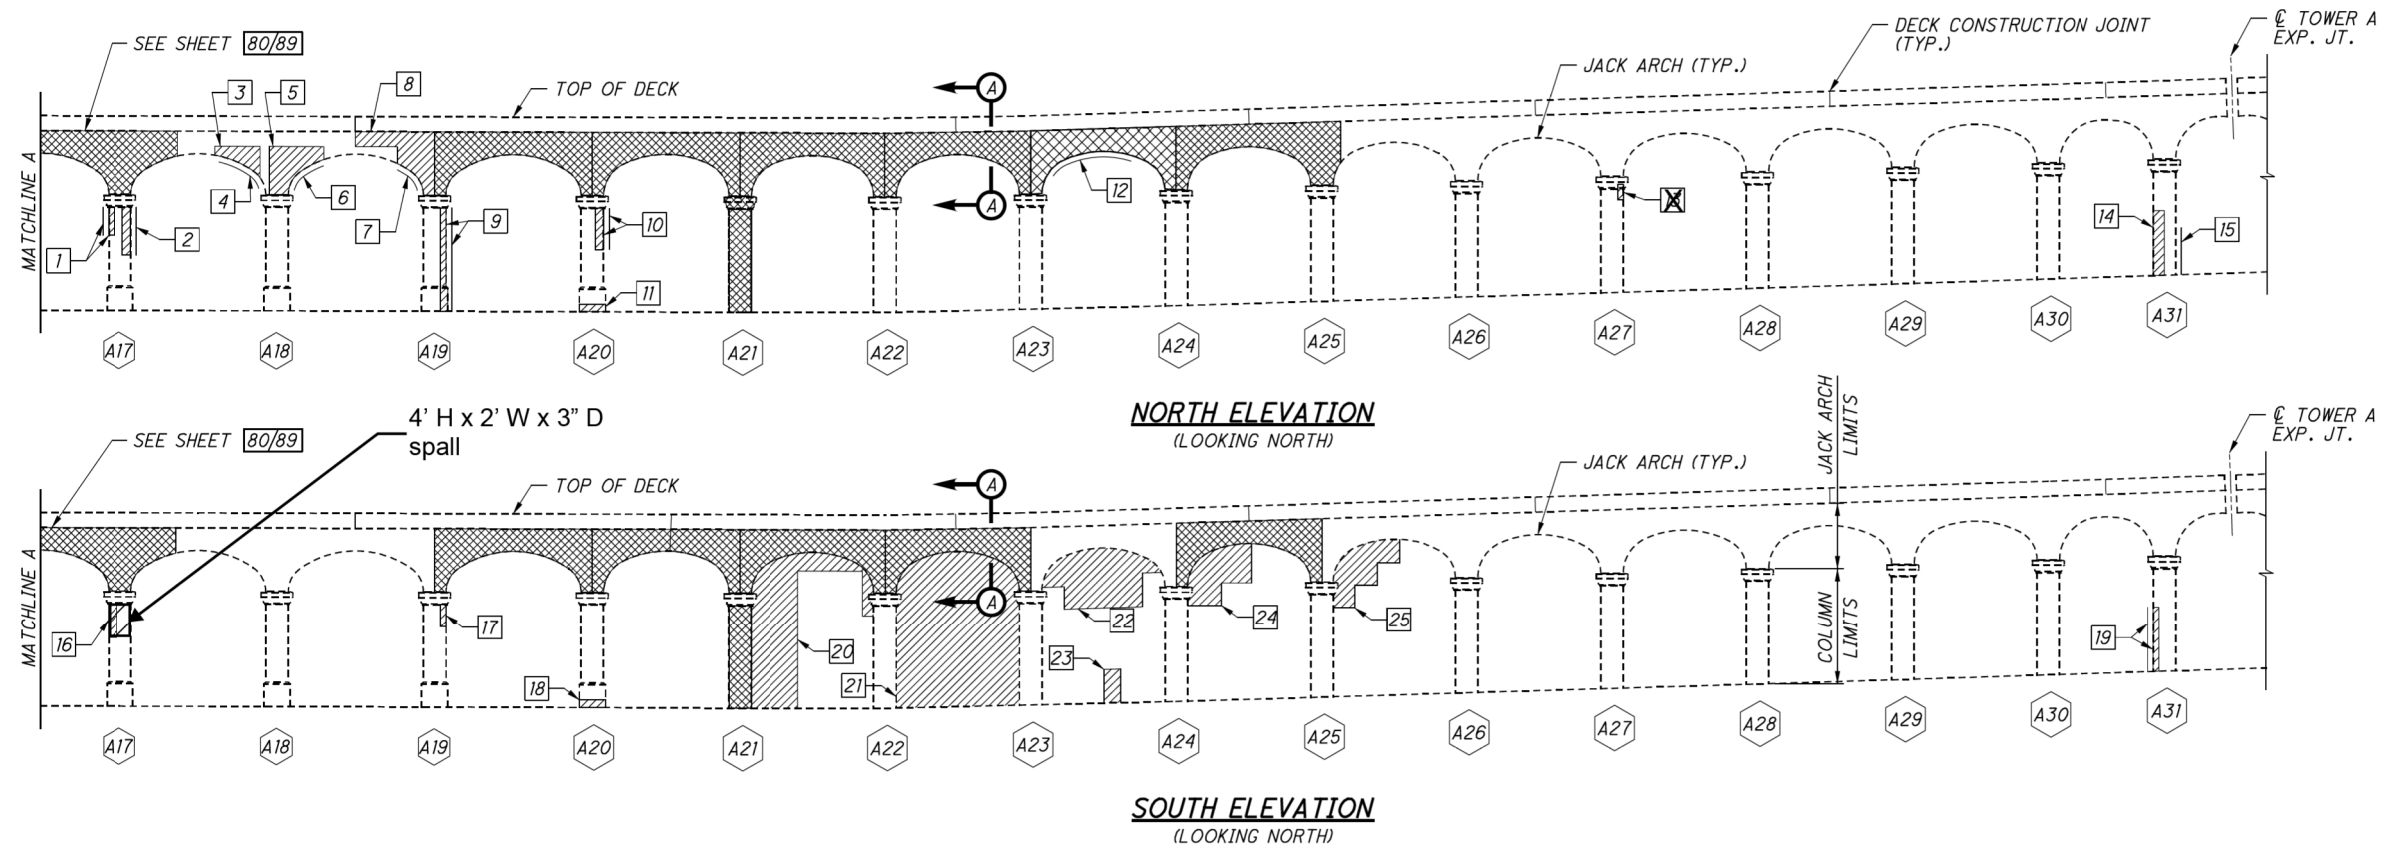 SEE SHEET 80/89
3
5
8
TOP OF DECK
A
JACK ARCH (TYP.)
DECK CONSTRUCTION JOINT
(TYP.)
℄ TOWER A
EXP. JT.
MATCHLINE A
1
2
4
6
7
9
10
11
A
12
14
15
A17
A18
A19
A20
A21
A22
A23
A24
A25
A26
A27
A28
A29
A30
A31
NORTH ELEVATION
(LOOKING NORTH)
4' H x 2' W x 3" D
spall
SEE SHEET 80/89
TOP OF DECK
A
JACK ARCH (TYP.)
JACK ARCH
LIMITS
℄ TOWER A
EXP. JT.
MATCHLINE A
16
17
18
20
21
A
22
23
24
25
COLUMN
LIMITS
19
A17
A18
A19
A20
A21
A22
A23
A24
A25
A26
A27
A28
A29
A30
A31
SOUTH ELEVATION
(LOOKING NORTH)